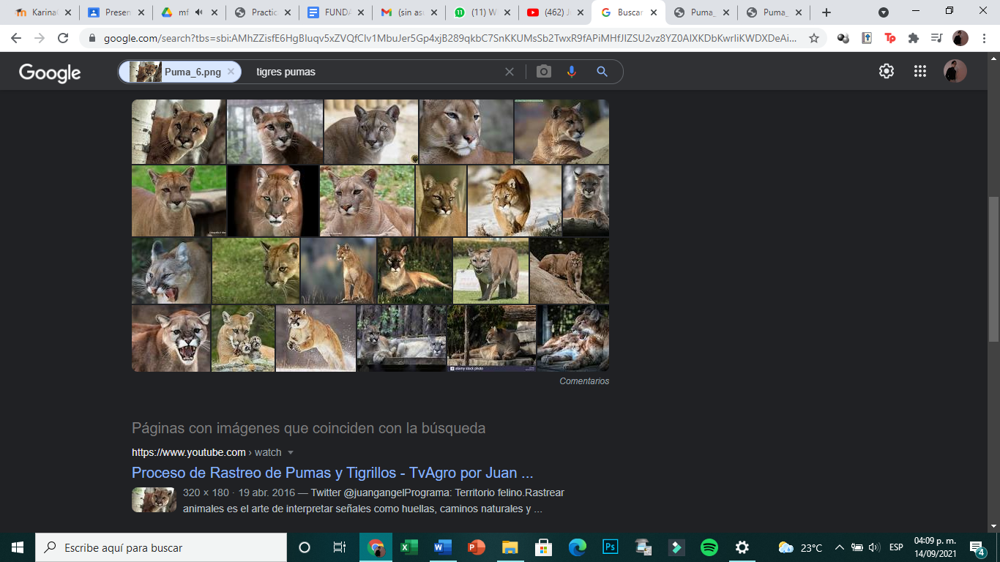 Karina
Presen
mf
Practic
FUNDA
(sin as
(11) W
(462) J
Buscar
Puma_
Puma_
google.com/search?tbs=sbi:AMhZZisfE6HgBIuqv5xZVQfClv1MbuJer5Gp4xjB289qkbC7SnKKUMsSb2TwxR9fAPiMHfJIZSU2vz8YZ0AlXKDbKwrliKWDXDeAi...
Google
Puma_6.png
tigres pumas
alamy stock photo
Comentarios
Páginas con imágenes que coinciden con la búsqueda
https://www.youtube.com › watch
Proceso de Rastreo de Pumas y Tigrillos - TvAgro por Juan ...
320 × 180 · 19 abr. 2016 — Twitter @juangangelPrograma: Territorio felino.Rastrear
animales es el arte de interpretar señales como huellas, caminos naturales y ...
Escribe aquí para buscar
23°C
ESP
04:09 p. m.
14/09/2021
4